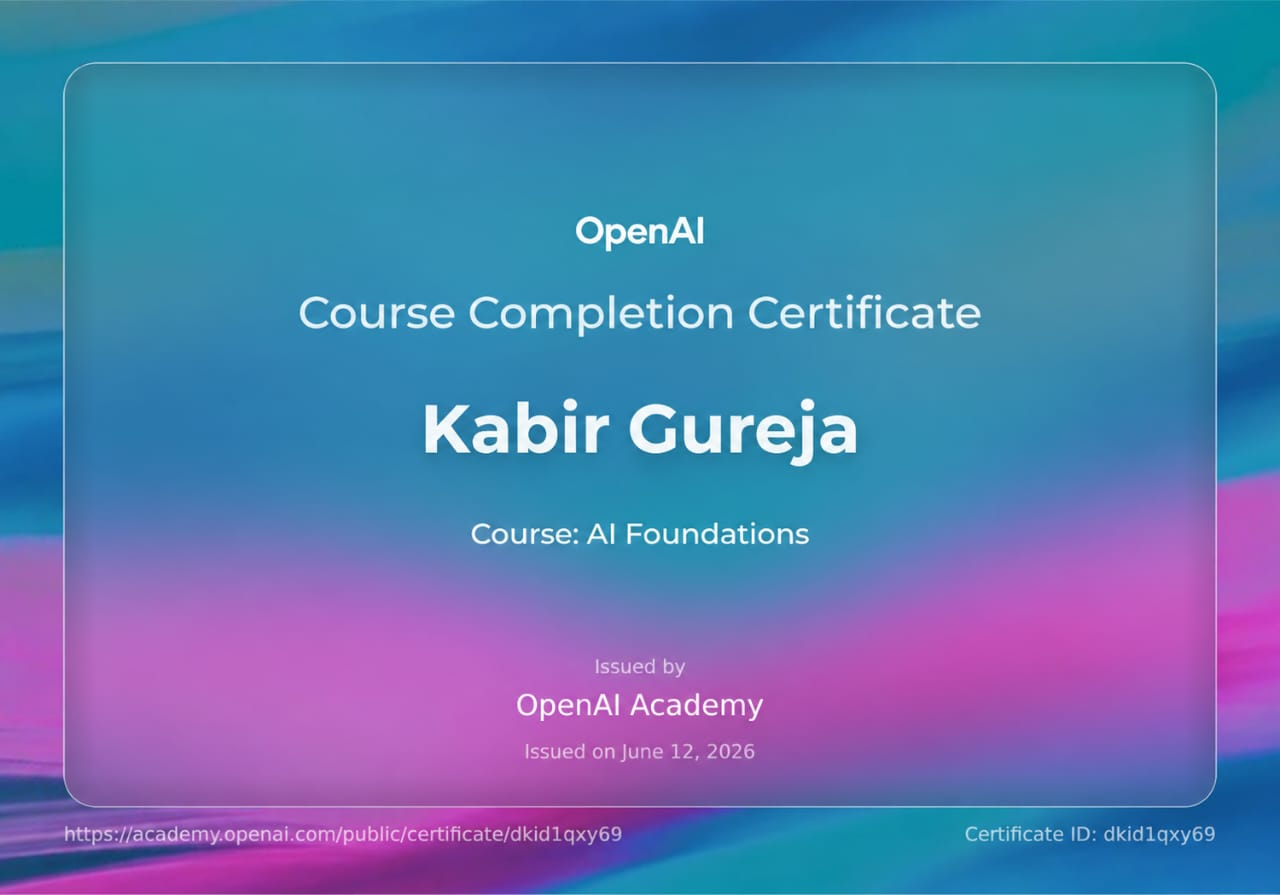 OpenAI
Course Completion Certificate
Kabir Gureja
Course: AI Foundations
Issued by
OpenAI Academy
Issued on June 12, 2026
https://academy.openai.com/public/certificate/dkid1qxy69
Certificate ID: dkid1qxy69